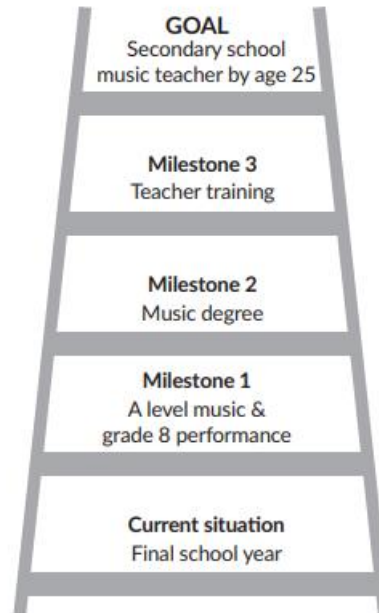 GOAL
Secondary school
music teacher by age 25
Milestone 3
Teacher training
Milestone 2
Music degree
Milestone 1
A level music &
grade 8 performance
Current situation
Final school year